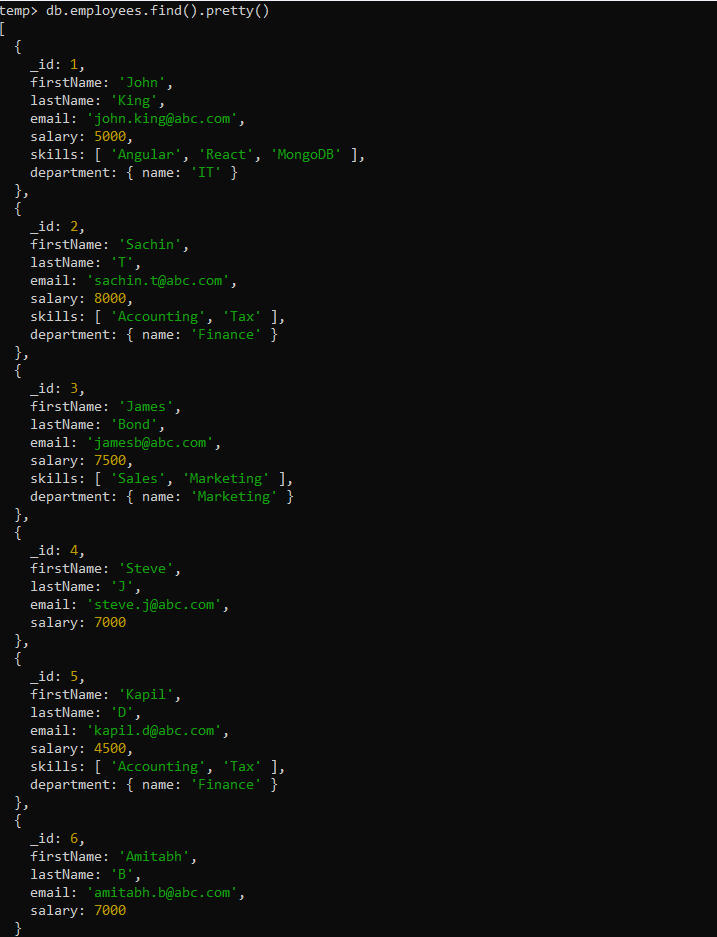 temp> db.employees.find().pretty()
[
  {
    _id: 1,
    firstName: 'John',
    lastName: 'King',
    email: 'john.king@abc.com',
    salary: 5000,
    skills: [ 'Angular', 'React', 'MongoDB' ],
    department: { name: 'IT' }
  },
  {
    _id: 2,
    firstName: 'Sachin',
    lastName: 'T',
    email: 'sachin.t@abc.com',
    salary: 8000,
    skills: [ 'Accounting', 'Tax' ],
    department: { name: 'Finance' }
  },
  {
    _id: 3,
    firstName: 'James',
    lastName: 'Bond',
    email: 'jamesb@abc.com',
    salary: 7500,
    skills: [ 'Sales', 'Marketing' ],
    department: { name: 'Marketing' }
  },
  {
    _id: 4,
    firstName: 'Steve',
    lastName: 'J',
    email: 'steve.j@abc.com',
    salary: 7000
  },
  {
    _id: 5,
    firstName: 'Kapil',
    lastName: 'D',
    email: 'kapil.d@abc.com',
    salary: 4500,
    skills: [ 'Accounting', 'Tax' ],
    department: { name: 'Finance' }
  },
  {
    _id: 6,
    firstName: 'Amitabh',
    lastName: 'B',
    email: 'amitabh.b@abc.com',
    salary: 7000
  }